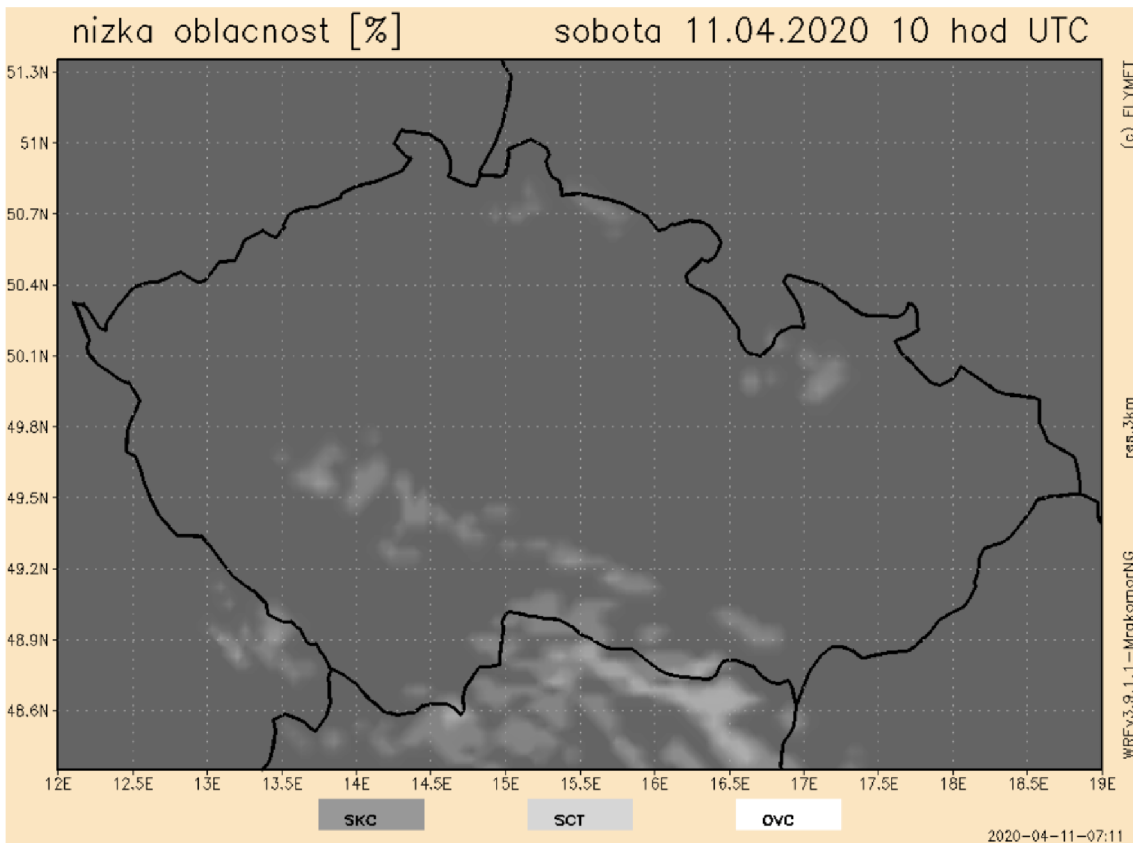 nizka oblacnost [%] sobota 11.04.2020 10 hod UTC
(c) FLYMET
51.3N
51N
50.7N
50.4N
50.1N
49.8N
49.5N
49.2N
48.9N
48.6N
res.3km
WRFv3.9.1.1-MrakomorNG
12E 12.5E 13E 13.5E 14E 14.5E 15E 15.5E 16E 16.5E 17E 17.5E 18E 18.5E 19E
SKC SCT OVC
2020-04-11-07:11